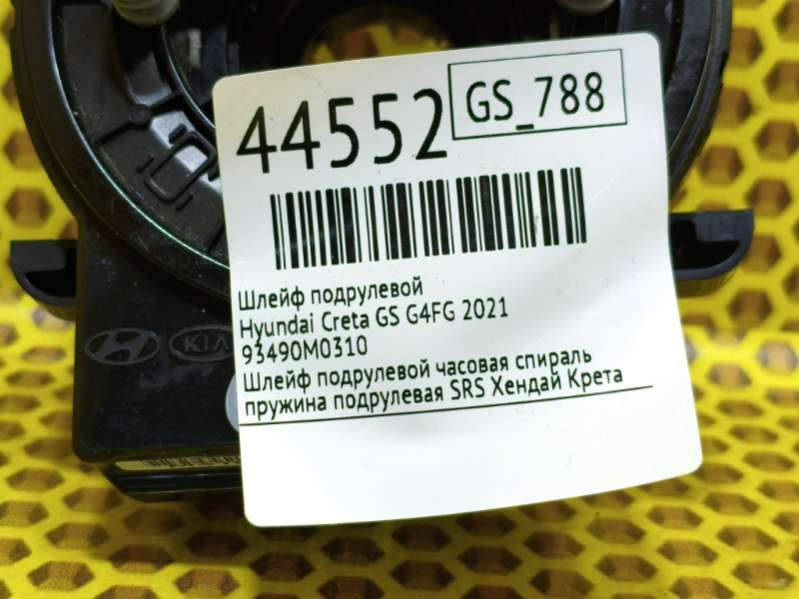 44552
GS_788
Шлейф подрулевой
Hyundai Creta GS G4FG 2021
93490M0310
Шлейф подрулевой часовая спираль
пружина подрулевая SRS Хендай Крета
KIA